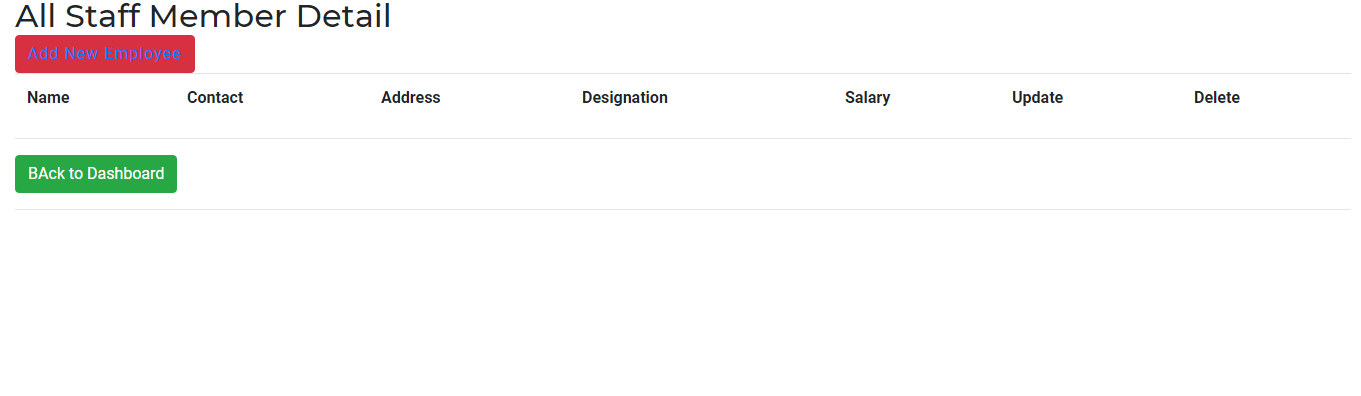 All Staff Member Detail
Add New Employee
Name Contact Address Designation Salary Update Delete
BAck to Dashboard